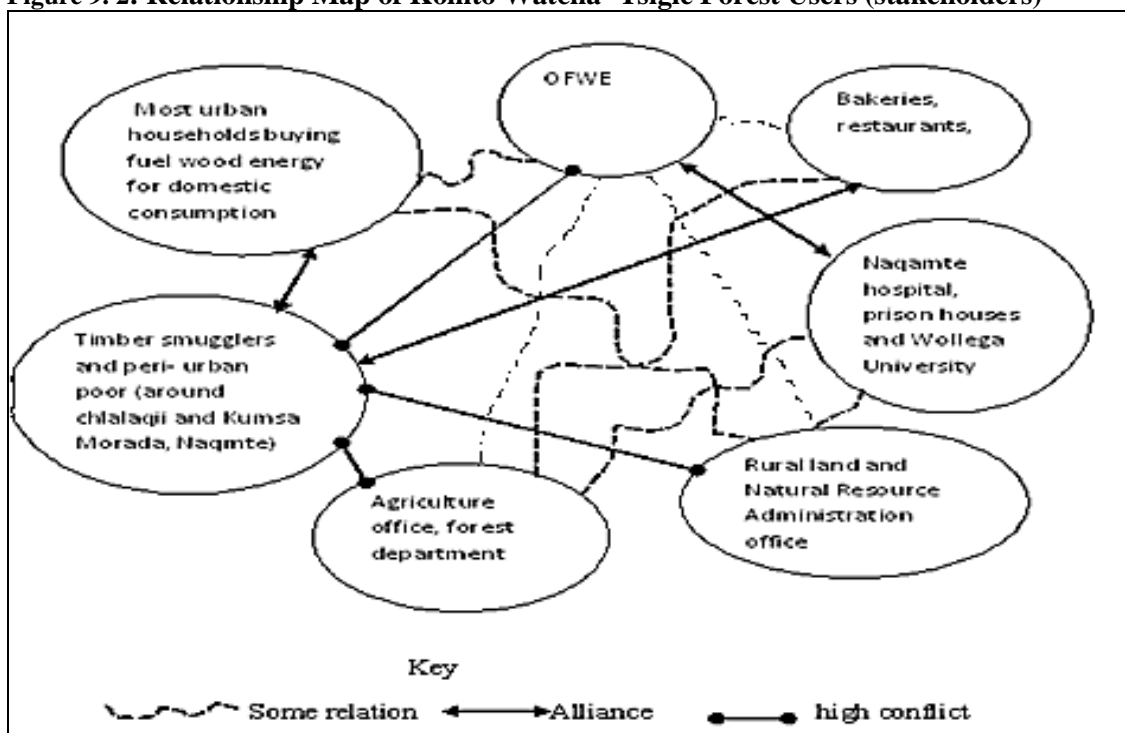 Figure 9. 2: Relationship Map of Komto-Watcha- Tsigie Forest Users (stakeholders)
OFWE
Most urban
households buying
fuel wood energy
for domestic
consumption
Bakeries,
restaurants,
Naqamte
hospital,
prison houses
and Wollega
University
Timber smugglers
and peri- urban
poor (around
chlalaqii and Kumsa
Morada, Naqmte)
Rural land and
Natural Resource
Administration
office
Agriculture
office, forest
department
Key
Some relation
Alliance
high conflict